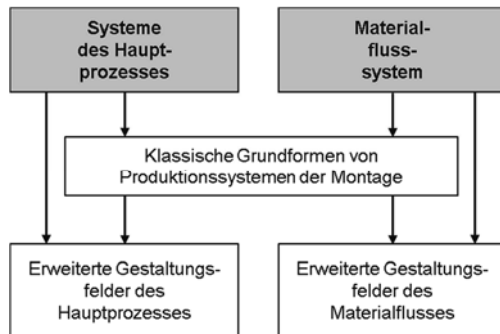 Systeme
des Haupt-
prozesses
Material-
fluss-
system
Klassische Grundformen von
Produktionssystemen der Montage
Erweiterte Gestaltungs-
felder des
Hauptprozesses
Erweiterte Gestaltungs-
felder des
Materialflusses